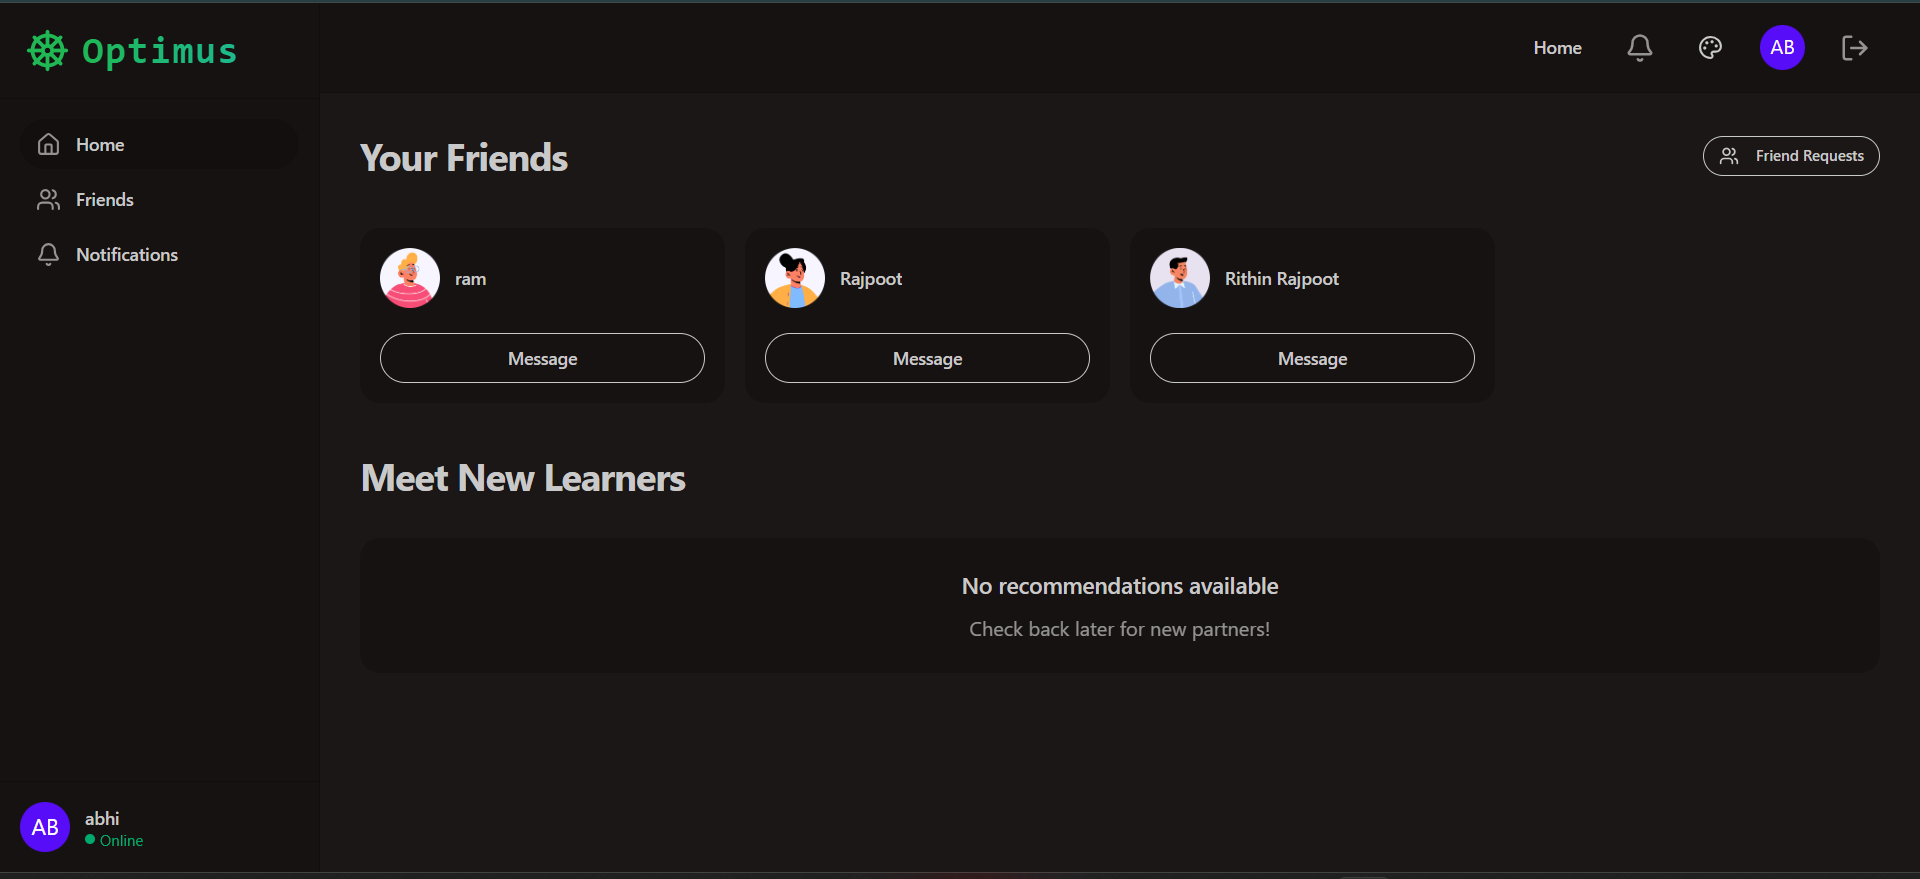 Optimus
Home
AB
Home
Friends
Notifications
Your Friends
Friend Requests
ram
Rajpoot
Rithin Rajpoot
Message
Message
Message
Meet New Learners
No recommendations available
Check back later for new partners!
AB
abhi
Online